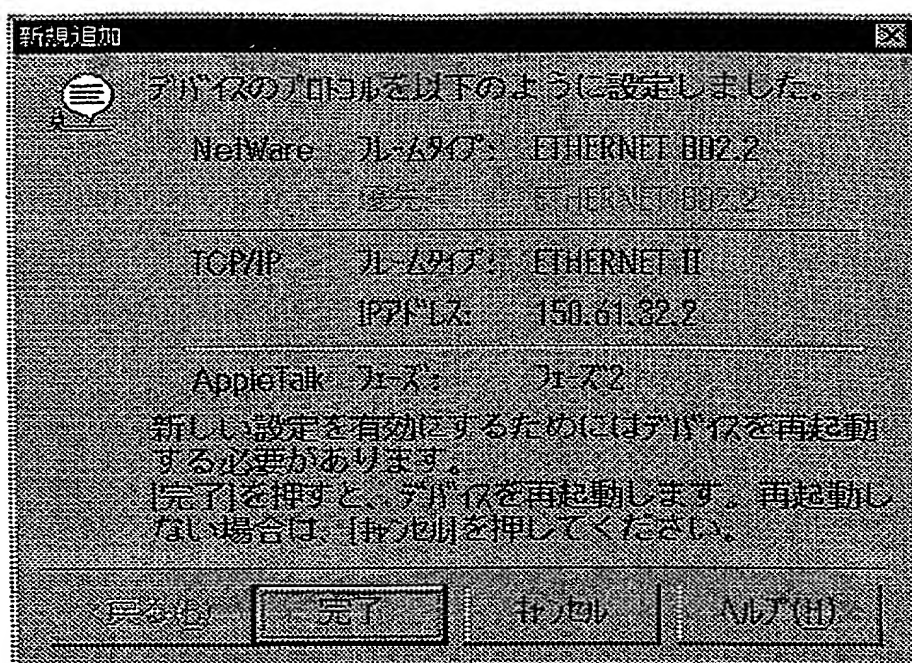 新規追加
ﾃﾞﾊﾞｲｽのﾌﾟﾛﾄｺﾙを以下のように設定しました。
NetWare ﾌﾚｰﾑﾀｲﾌﾟ: ETHERNET 802.2
優先: ETHERNET 802.2
TCP/IP ﾌﾚｰﾑﾀｲﾌﾟ: ETHERNET II
IPｱﾄﾞﾚｽ: 150.61.32.2
AppleTalk ﾌｪｰｽﾞ: ﾌｪｰｽﾞ2
新しい設定を有効にするためにはﾃﾞﾊﾞｲｽを再起動
する必要があります。
[完了]を押すと、ﾃﾞﾊﾞｲｽを再起動します。再起動し
ない場合は、[ｷｬﾝｾﾙ]を押してください。
戻る 完了 ｷｬﾝｾﾙ ﾍﾙﾌﾟ(H)